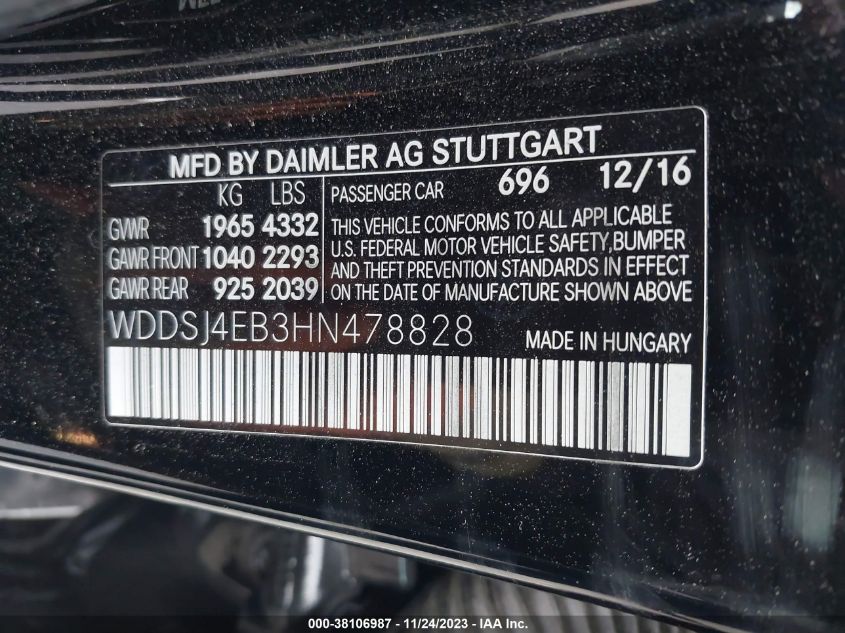 MFD BY DAIMLER AG STUTTGART
KG LBS
GVWR 1965 4332
GAWR FRONT 1040 2293
GAWR REAR 925 2039
PASSENGER CAR 696 12/16
THIS VEHICLE CONFORMS TO ALL APPLICABLE
U.S. FEDERAL MOTOR VEHICLE SAFETY,BUMPER
AND THEFT PREVENTION STANDARDS IN EFFECT
ON THE DATE OF MANUFACTURE SHOWN ABOVE
WDDSJ4EB3HN478828 MADE IN HUNGARY
000-38106987 - 11/24/2023 - IAA Inc.